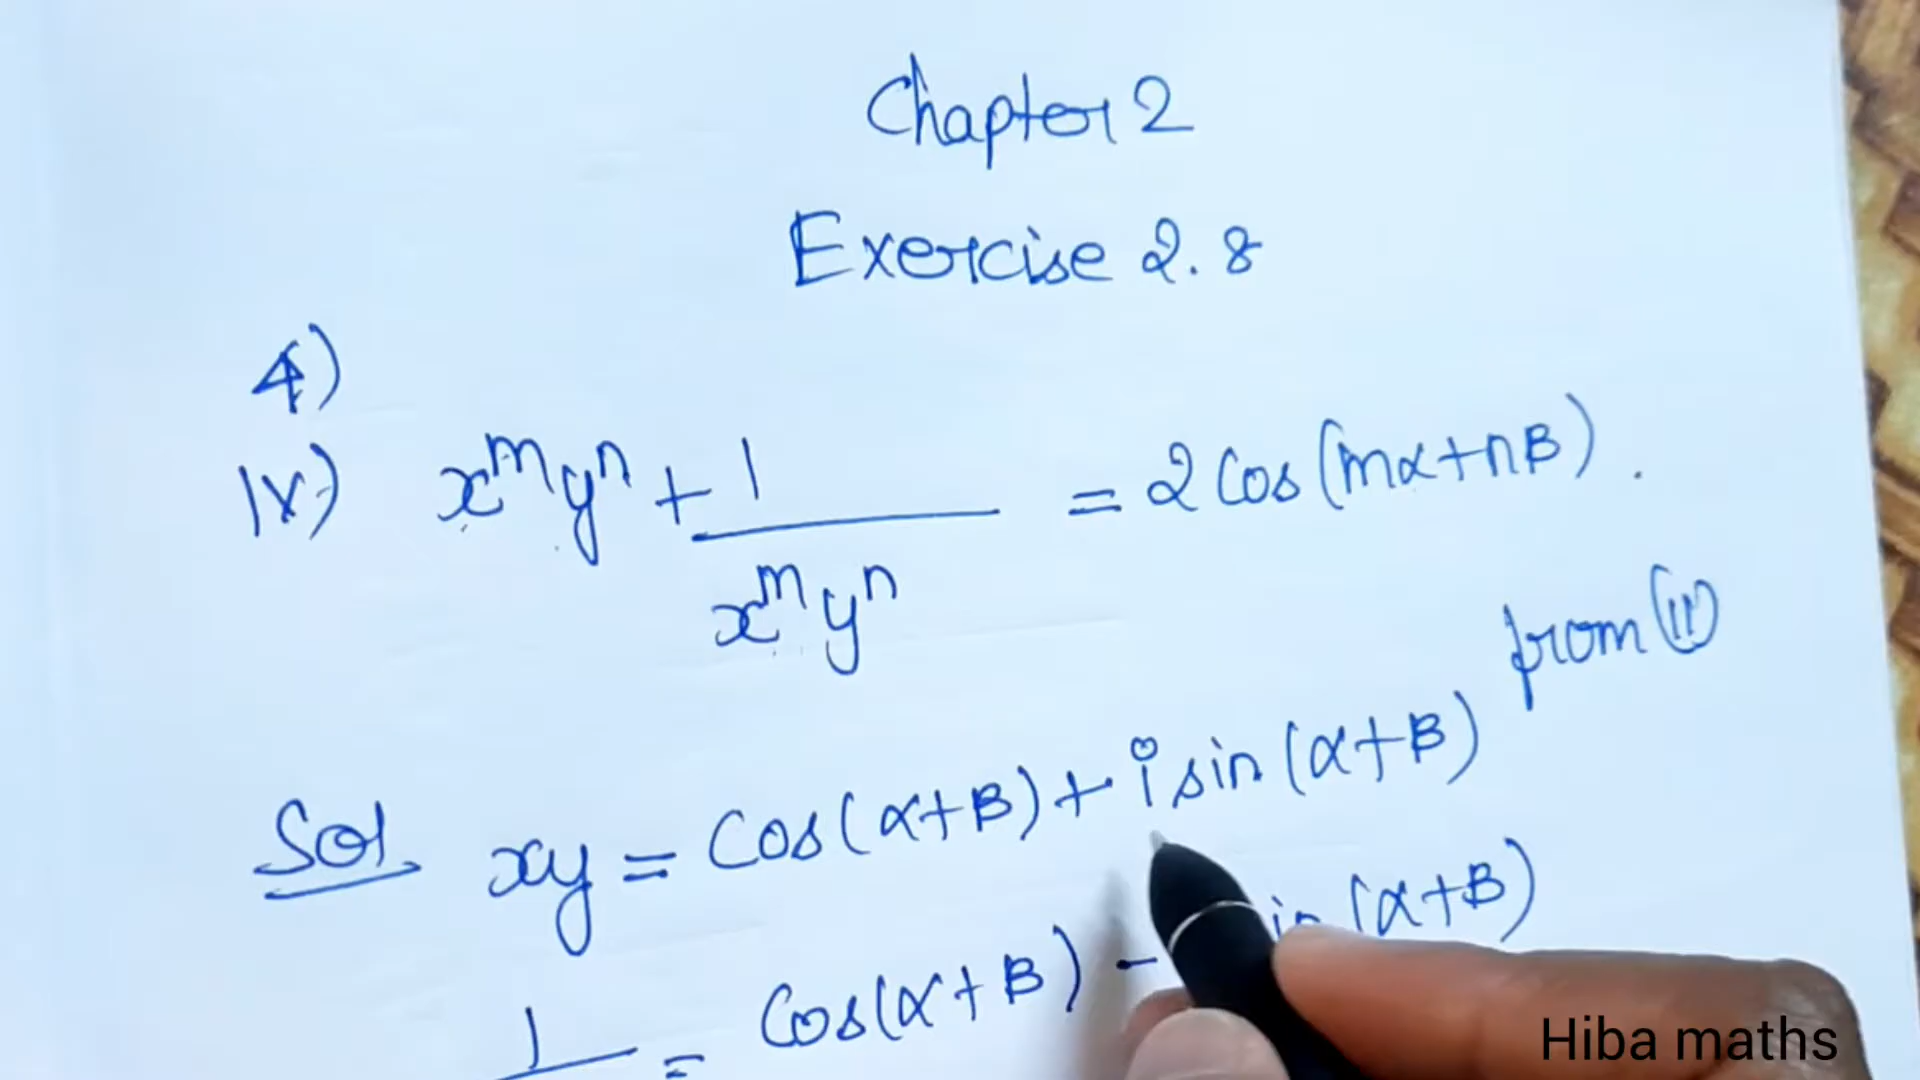 Chapter 2
Exercise 2.8
4)
iv) x^m y^n + 1/(x^m y^n) = 2 Cos(mα+nβ).
from (ii)
Sol xy = Cos(α+β) + i sin(α+β)
1/ = Cos(α+β) - (α+β)
Hiba maths